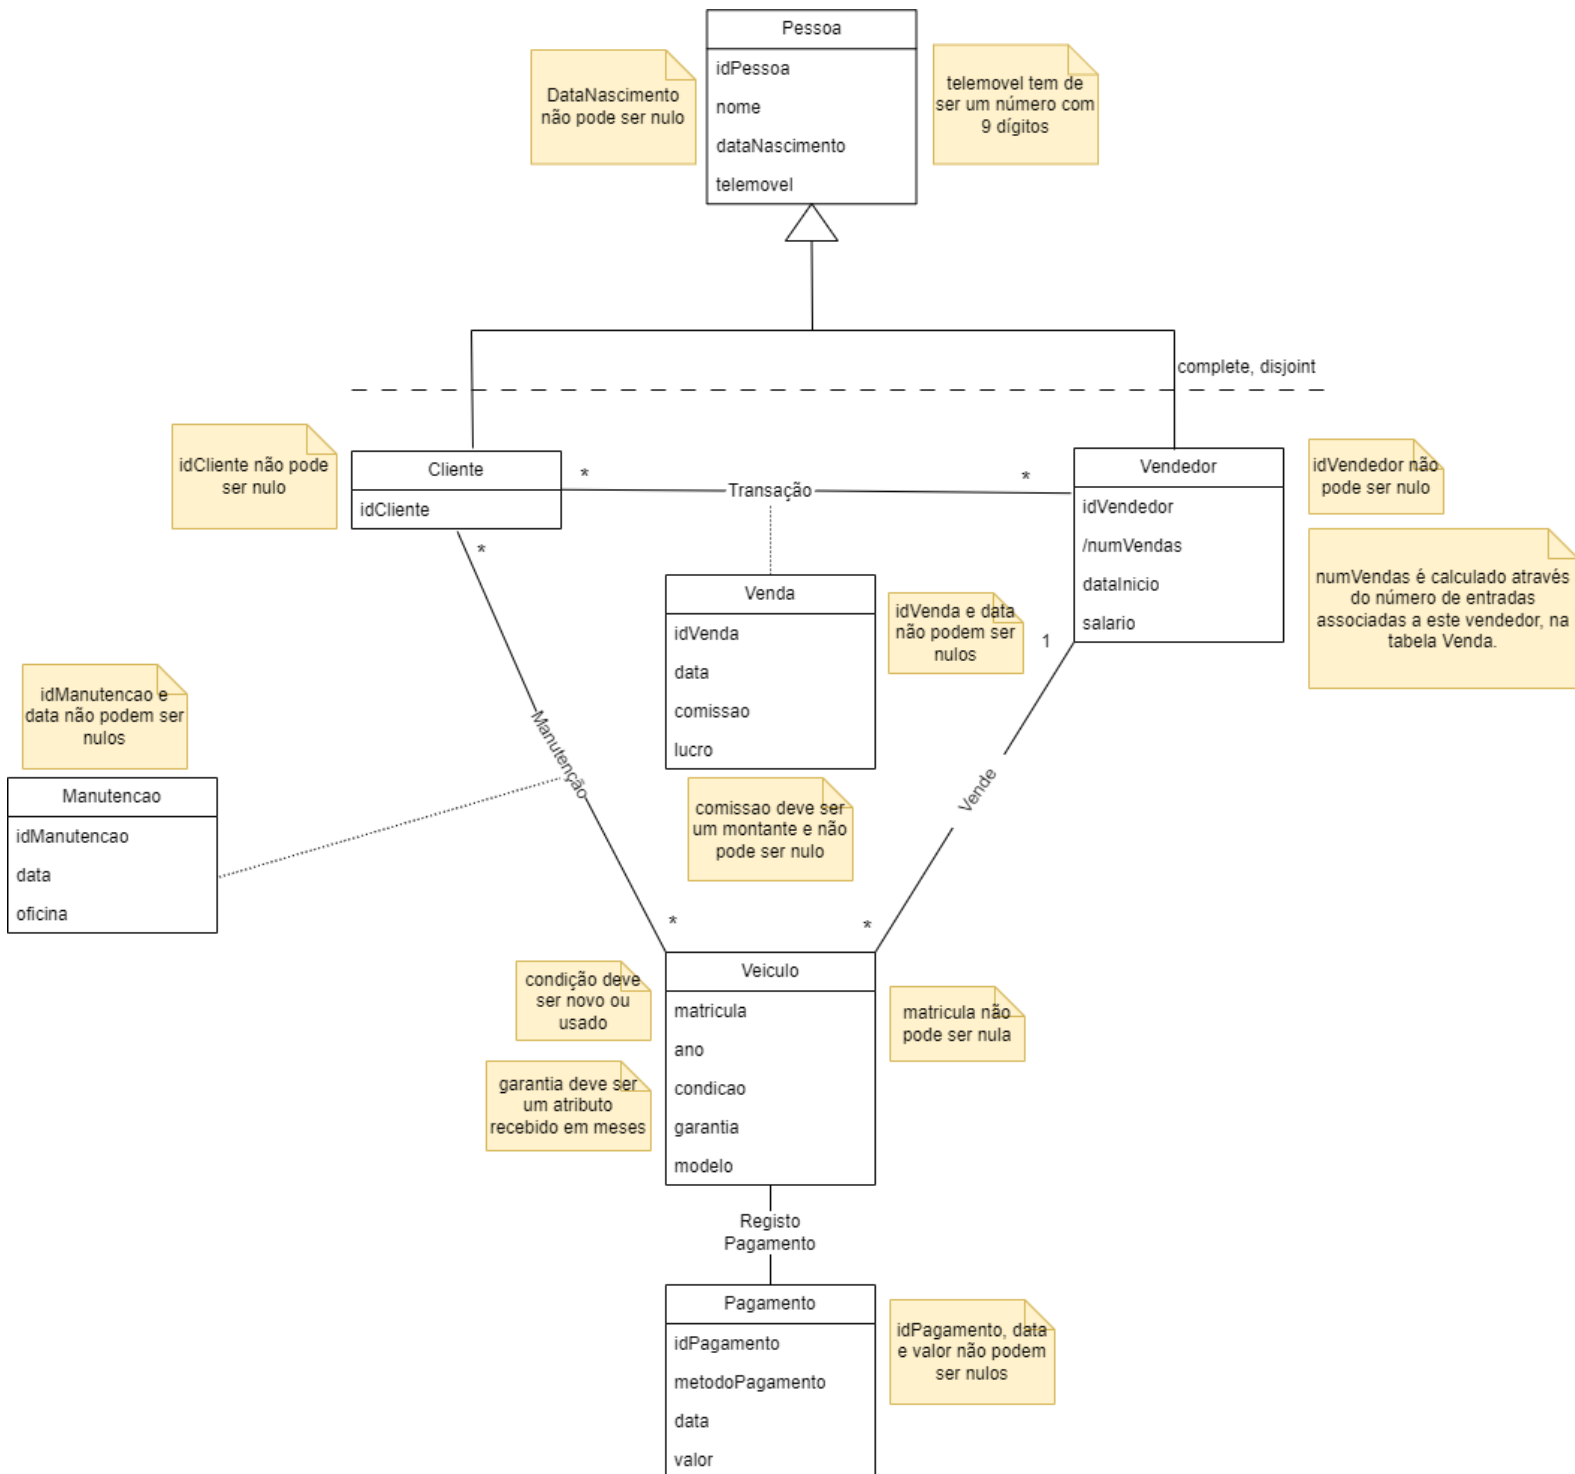 Pessoa
idPessoa
nome
dataNascimento
telemovel
DataNascimento
não pode ser nulo
telemovel tem de
ser um número com
9 dígitos
complete, disjoint
idCliente não pode
ser nulo
Cliente
idCliente
*
Transação
*
Vendedor
idVendedor
/numVendas
dataInicio
salario
idVendedor não
pode ser nulo
numVendas é calculado através
do número de entradas
associadas a este vendedor, na
tabela Venda.
*
Venda
idVenda
data
comissao
lucro
idVenda e data
não podem ser
nulos
1
idManutencao e
data não podem ser
nulos
Manutenção
Vende
Manutencao
idManutencao
data
oficina
comissao deve ser
um montante e não
pode ser nulo
*
*
condição deve
ser novo ou
usado
garantia deve ser
um atributo
recebido em meses
Veiculo
matricula
ano
condicao
garantia
modelo
matricula não
pode ser nula
Registo
Pagamento
Pagamento
idPagamento
metodoPagamento
data
valor
idPagamento, data
e valor não podem
ser nulos